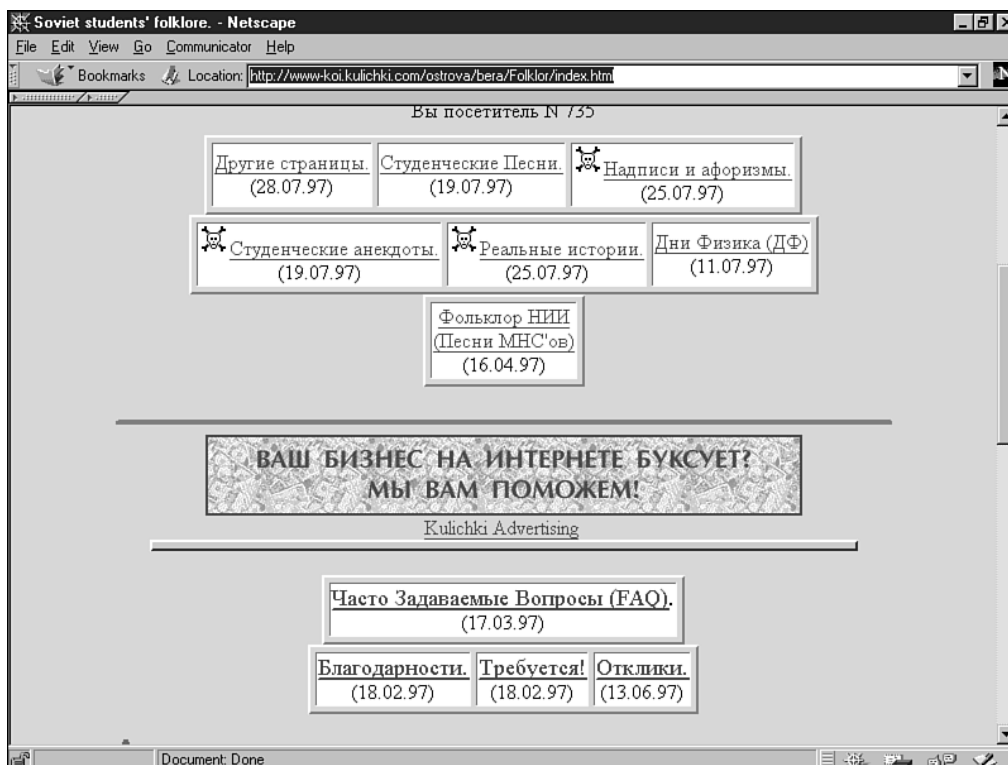 Soviet students' folklore. - Netscape
File Edit View Go Communicator Help
Bookmarks Location: http://www-koi.kulichki.com/ostrova/bera/Folklor/index.html
Вы посетитель N 735
Другие страницы. Студенческие Песни. Надписи и афоризмы.
(28.07.97) (19.07.97) (25.07.97)
Студенческие анекдоты. Реальные истории. Дни Физика (ДФ)
(19.07.97) (25.07.97) (11.07.97)
Фольклор НИИ
(Песни МНС'ов)
(16.04.97)
ВАШ БИЗНЕС НА ИНТЕРНЕТЕ БУКСУЕТ?
МЫ ВАМ ПОМОЖЕМ!
Kulichki Advertising
Часто Задаваемые Вопросы (FAQ).
(17.03.97)
Благодарности. Требуется! Отклики.
(18.02.97) (18.02.97) (13.06.97)
Document: Done